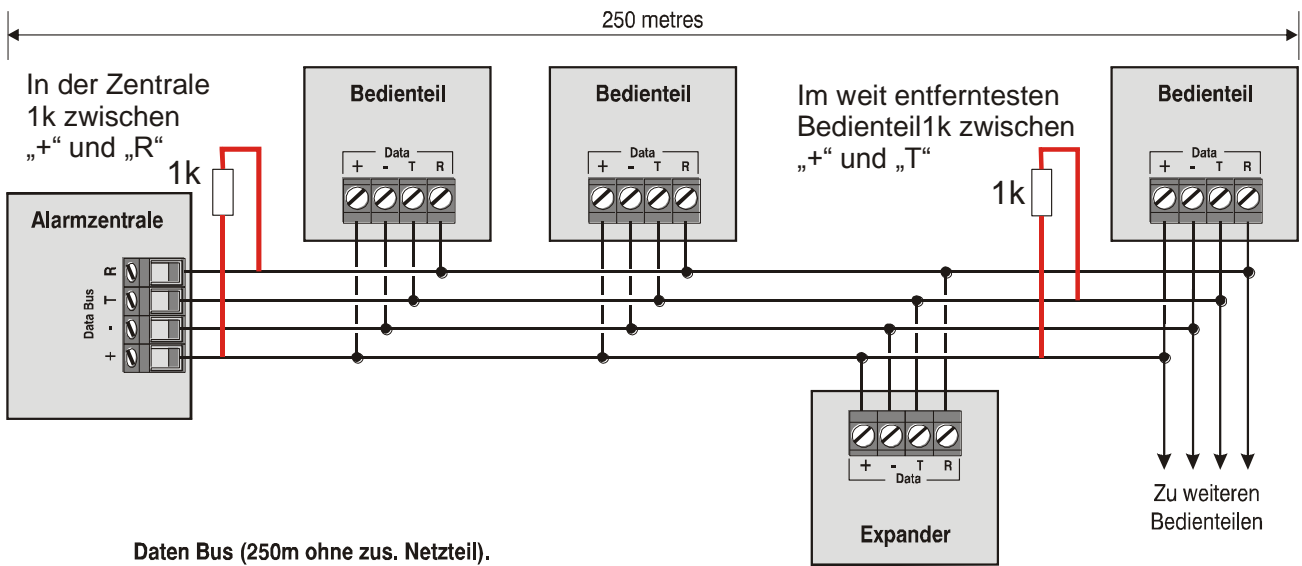 250 metres
In der Zentrale
1k zwischen
„+“ und „R“
1k
Bedienteil
Data
+ - T R
Bedienteil
Data
+ - T R
Im weit entferntesten
Bedienteil1k zwischen
„+“ und „T“
1k
Bedienteil
Data
+ - T R
Alarmzentrale
Data Bus
R
T
-
+
+ - T R
Data
Expander
Zu weiteren
Bedienteilen
Daten Bus (250m ohne zus. Netzteil).